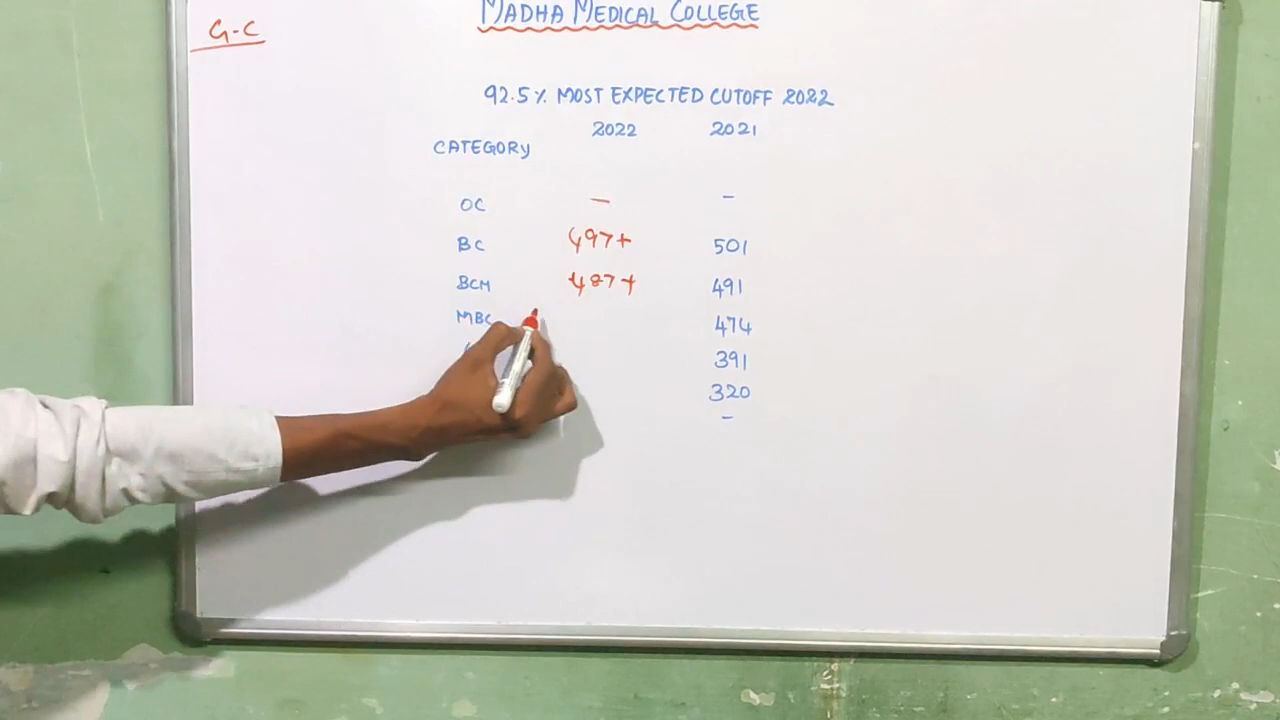 MADHA MEDICAL COLLEGE
G-C
92.5% MOST EXPECTED CUTOFF 2022
2022 2021
CATEGORY
OC - -
BC 497+ 501
BCM 487+ 491
MBC 474
391
320
-